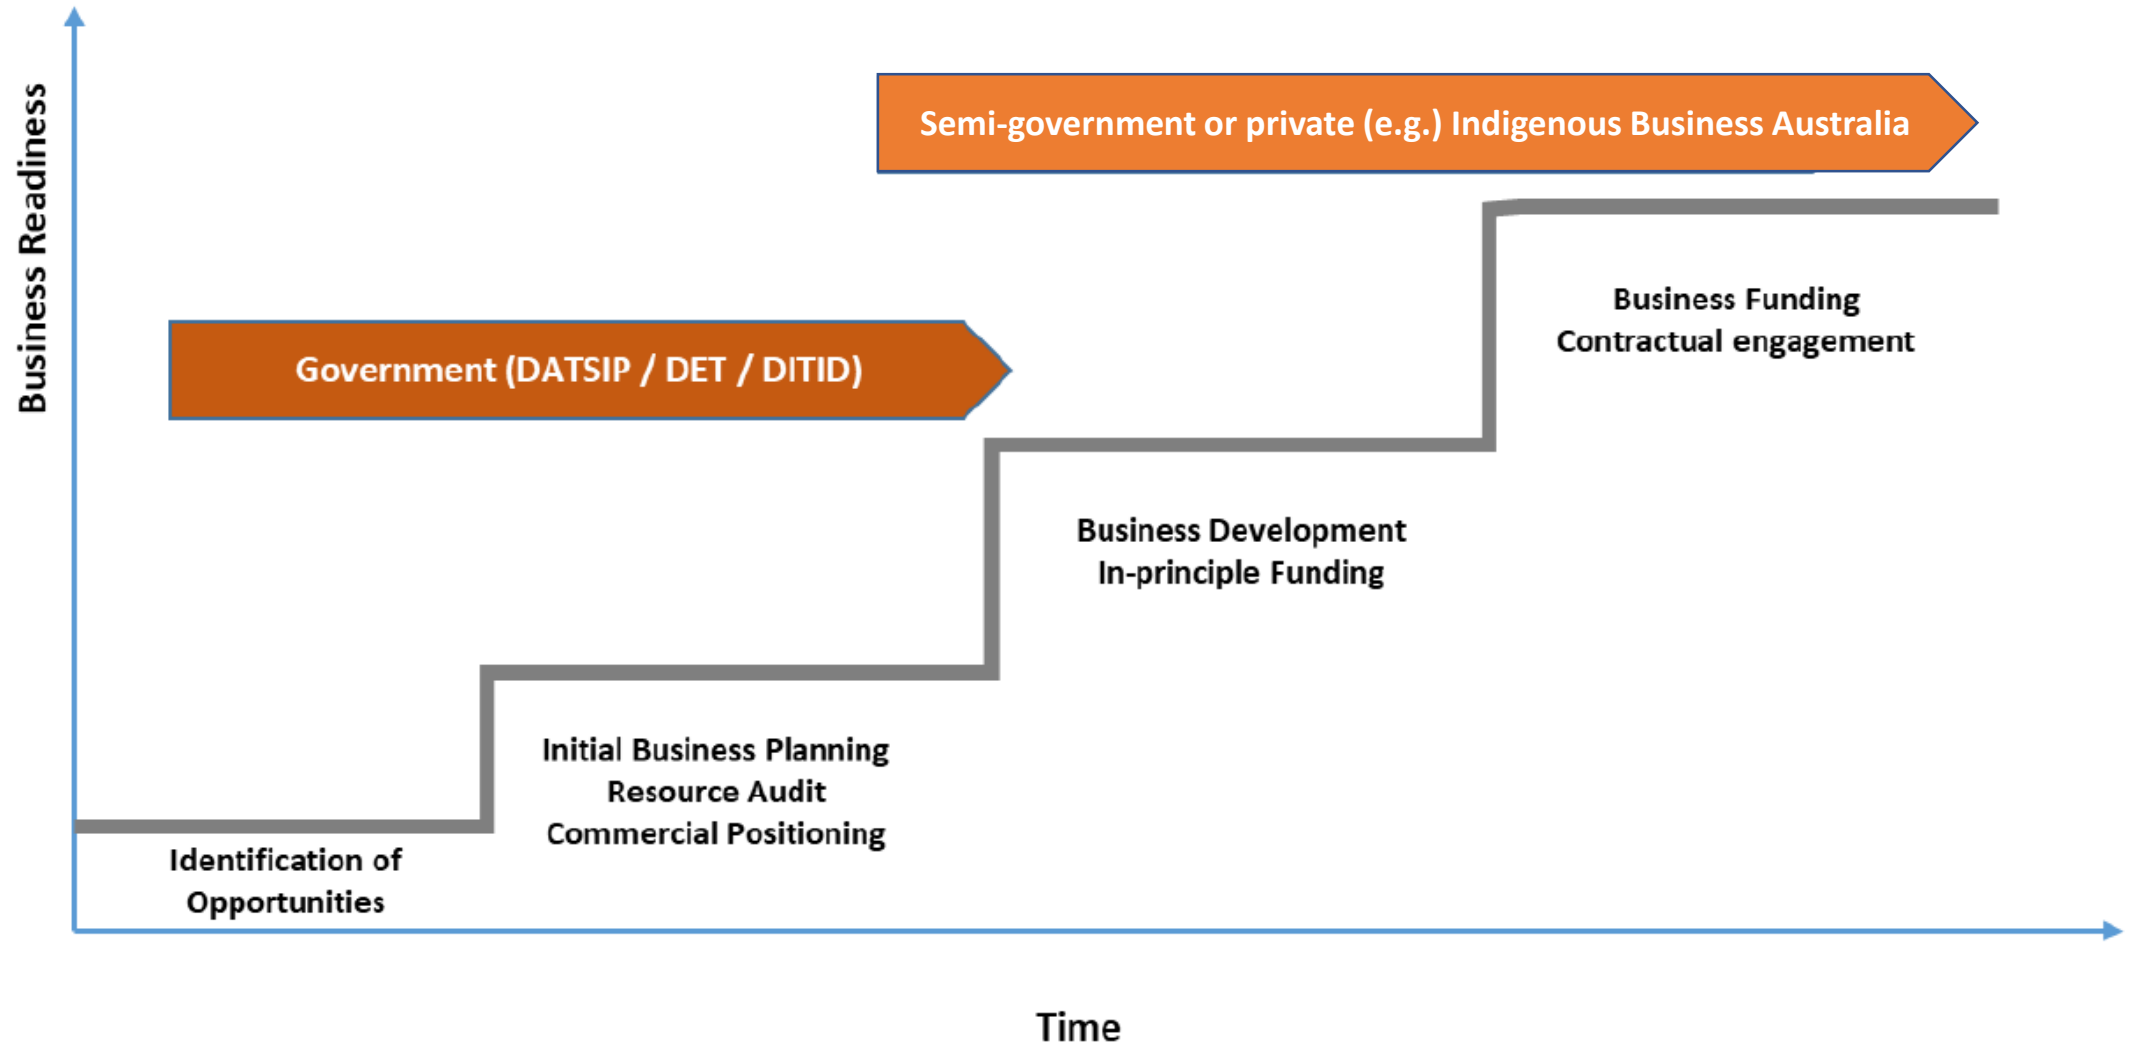 Business Readiness
Semi-government or private (e.g.) Indigenous Business Australia
Government (DATSIP / DET / DITID)
Business Funding
Contractual engagement
Business Development
In-principle Funding
Initial Business Planning
Resource Audit
Commercial Positioning
Identification of
Opportunities
Time